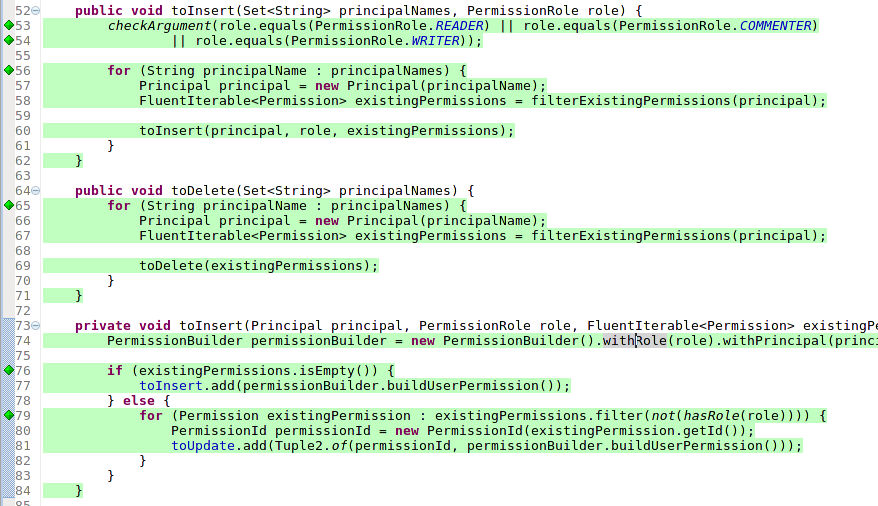 52 public void toInsert(Set<String> principalNames, PermissionRole role) {
53 checkArgument(role.equals(PermissionRole.READER) || role.equals(PermissionRole.COMMENTER)
54 || role.equals(PermissionRole.WRITER));
55
56 for (String principalName : principalNames) {
57 Principal principal = new Principal(principalName);
58 FluentIterable<Permission> existingPermissions = filterExistingPermissions(principal);
59
60 toInsert(principal, role, existingPermissions);
61 }
62 }
63
64 public void toDelete(Set<String> principalNames) {
65 for (String principalName : principalNames) {
66 Principal principal = new Principal(principalName);
67 FluentIterable<Permission> existingPermissions = filterExistingPermissions(principal);
68
69 toDelete(existingPermissions);
70 }
71 }
72
73 private void toInsert(Principal principal, PermissionRole role, FluentIterable<Permission> existingPe
74 PermissionBuilder permissionBuilder = new PermissionBuilder().withRole(role).withPrincipal(princi
75
76 if (existingPermissions.isEmpty()) {
77 toInsert.add(permissionBuilder.buildUserPermission());
78 } else {
79 for (Permission existingPermission : existingPermissions.filter(not(hasRole(role)))) {
80 PermissionId permissionId = new PermissionId(existingPermission.getId());
81 toUpdate.add(Tuple2.of(permissionId, permissionBuilder.buildUserPermission()));
82 }
83 }
84 }
85